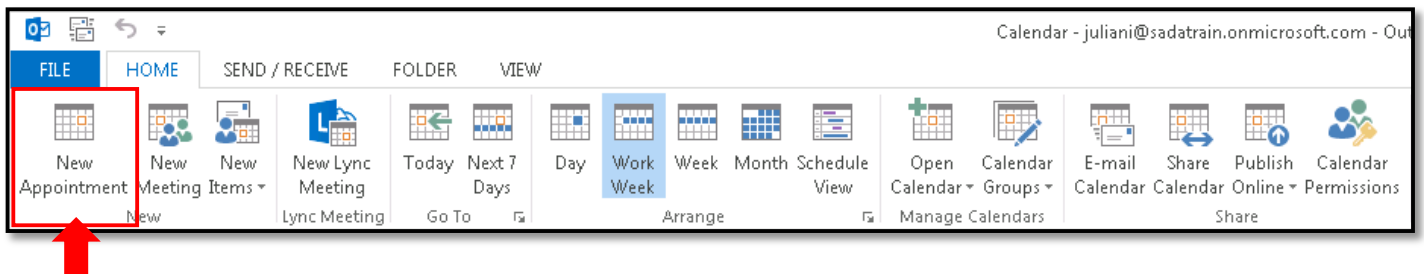 Calendar - juliani@sadatrain.onmicrosoft.com - Out
FILE HOME SEND / RECEIVE FOLDER VIEW
New Appointment
New Meeting
New Items
New Lync Meeting
Today
Next 7 Days
Day
Work Week
Week
Month
Schedule View
Open Calendar
Calendar Groups
E-mail Calendar
Share Calendar
Publish Online
Calendar Permissions
New Lync Meeting Go To Arrange Manage Calendars Share